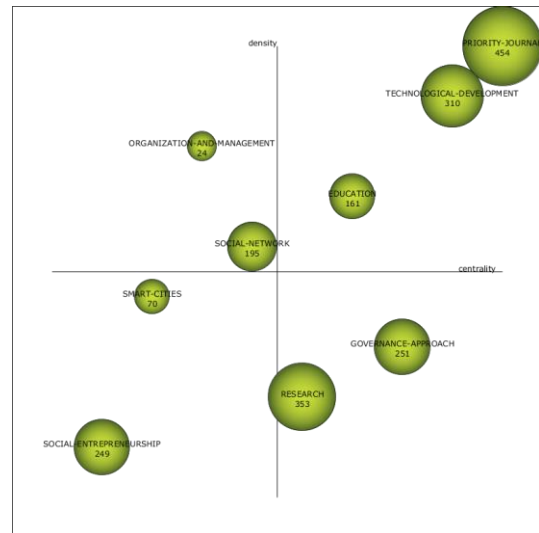 density
PRIORITY-JOURNAL
454
TECHNOLOGICAL-DEVELOPMENT
310
ORGANIZATION-AND-MANAGEMENT
24
EDUCATION
161
SOCIAL-NETWORK
195
centrality
SMART-CITIES
70
GOVERNANCE-APPROACH
251
RESEARCH
353
SOCIAL-ENTREPRENEURSHIP
249